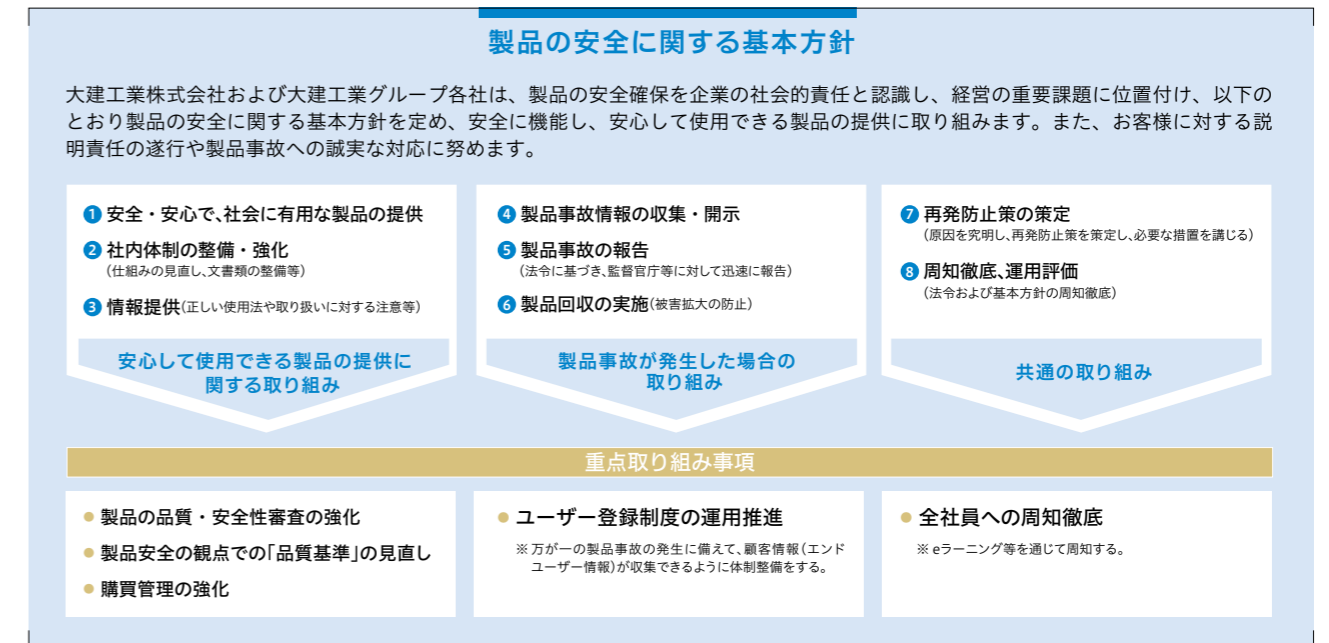 製品の安全に関する基本方針
大建工業株式会社および大建工業グループ各社は、製品の安全確保を企業の社会的責任と認識し、経営の重要課題に位置付け、以下の
とおり製品の安全に関する基本方針を定め、安全に機能し、安心して使用できる製品の提供に取り組みます。また、お客様に対する説
明責任の遂行や製品事故への誠実な対応に努めます。
❶ 安全・安心で、社会に有用な製品の提供
❷ 社内体制の整備・強化
(仕組みの見直し、文書類の整備等)
❸ 情報提供(正しい使用法や取り扱いに対する注意等)
安心して使用できる製品の提供に
関する取り組み
❹ 製品事故情報の収集・開示
❺ 製品事故の報告
(法令に基づき、監督官庁等に対して迅速に報告)
❻ 製品回収の実施(被害拡大の防止)
製品事故が発生した場合の
取り組み
❼ 再発防止策の策定
(原因を究明し、再発防止策を策定し、必要な措置を講じる)
❽ 周知徹底、運用評価
(法令および基本方針の周知徹底)
共通の取り組み
重点取り組み事項
● 製品の品質・安全性審査の強化
● 製品安全の観点での「品質基準」の見直し
● 購買管理の強化
● ユーザー登録制度の運用推進
※ 万が一の製品事故の発生に備えて、顧客情報(エンド
ユーザー情報)が収集できるように体制整備をする。
● 全社員への周知徹底
※ eラーニング等を通じて周知する。